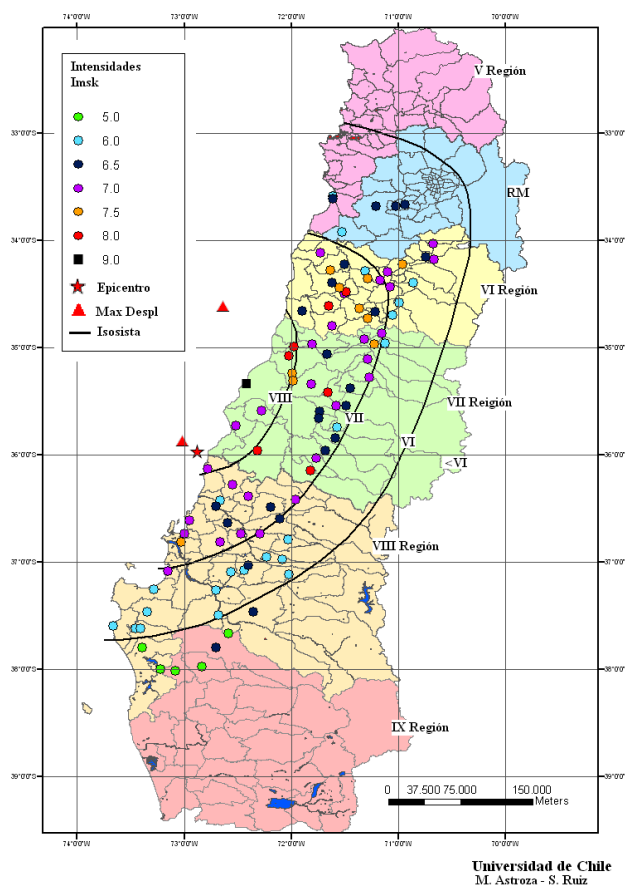 74°0'0"W 73°0'0"W 72°0'0"W 71°0'0"W 70°0'0"W
Intensidades
Imsk
5.0
6.0
6.5
7.0
7.5
8.0
9.0
Epicentro
Max Despl
Isosista
V Región
33°0'0"S 33°0'0"S
RM
34°0'0"S 34°0'0"S
VI Región
35°0'0"S 35°0'0"S
VIII
VII Reigión
VII
VI
<VI
36°0'0"S 36°0'0"S
VIII Región
37°0'0"S 37°0'0"S
38°0'0"S 38°0'0"S
IX Región
39°0'0"S 39°0'0"S
0 37.500 75.000 150.000
Meters
74°0'0"W 73°0'0"W 72°0'0"W 71°0'0"W 70°0'0"W
Universidad de Chile
M. Astroza - S. Ruiz